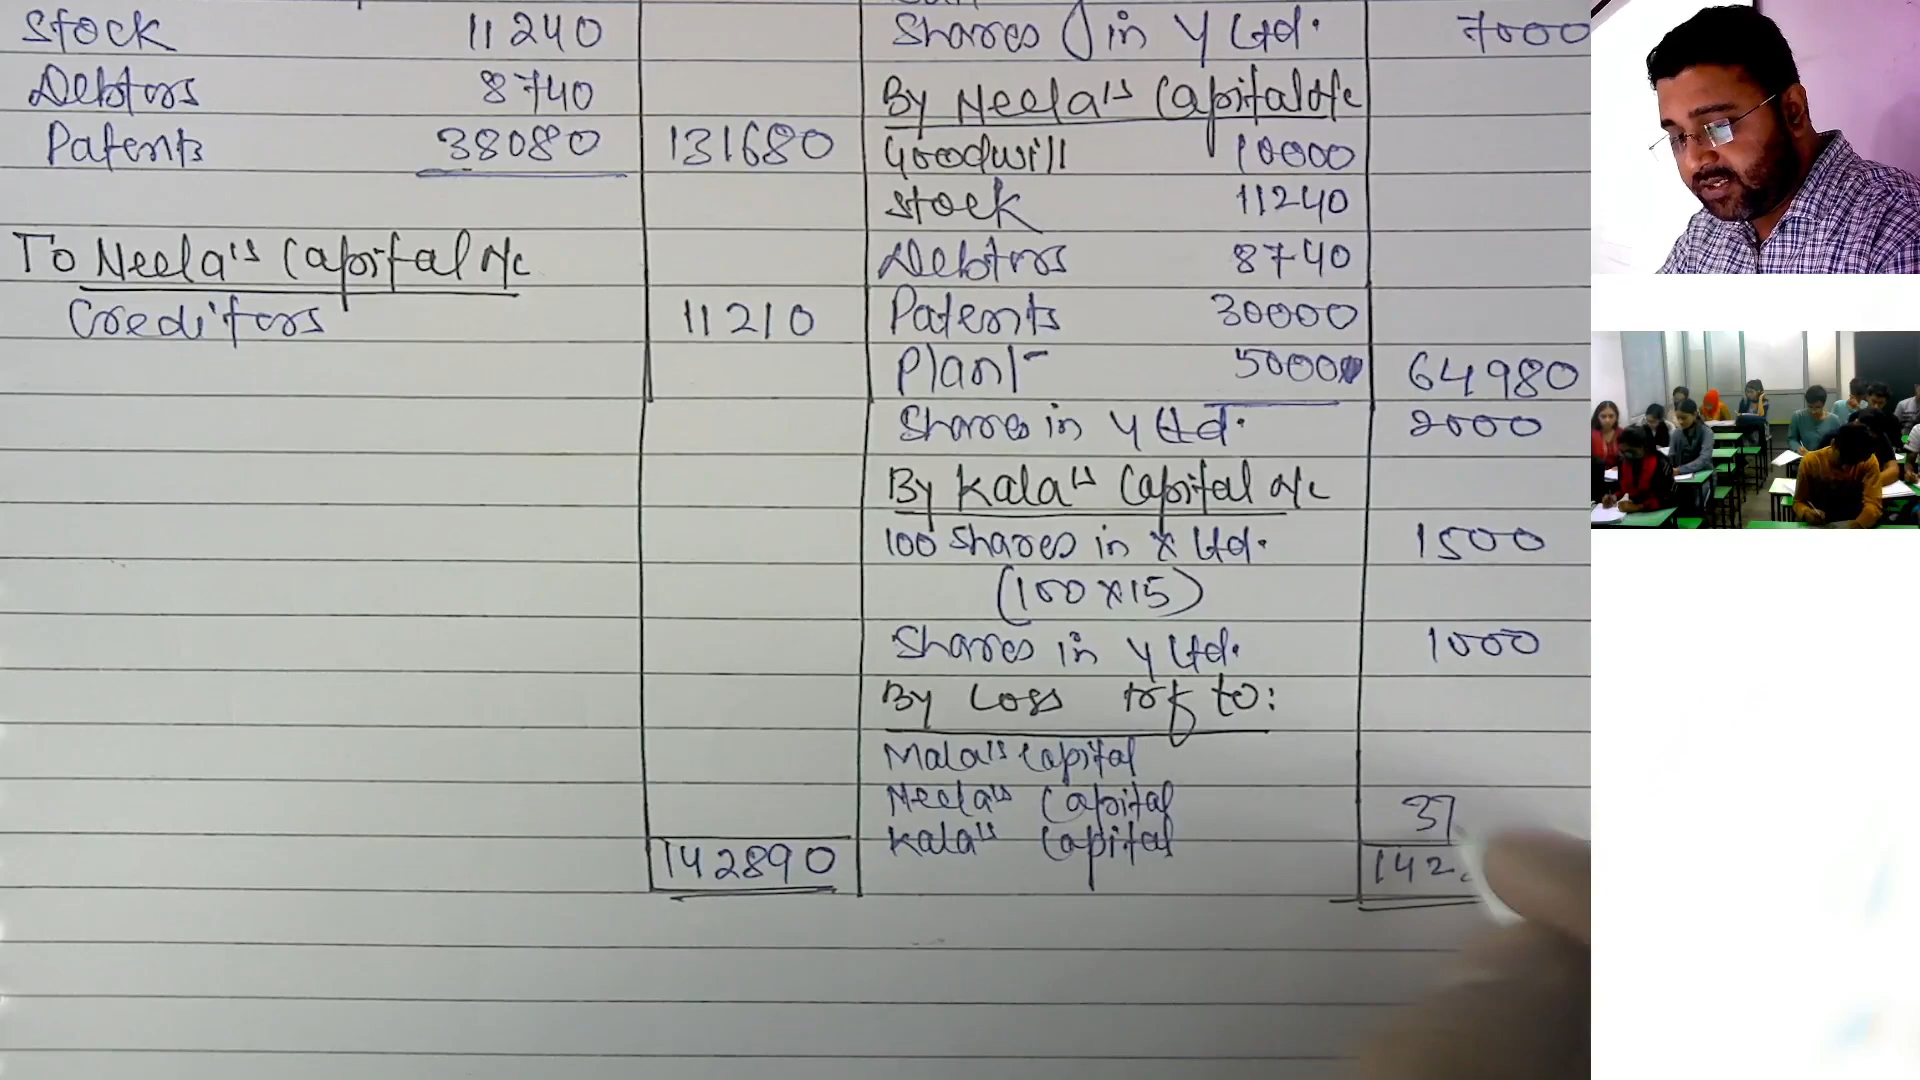 Stock 11240
Debtors 8740
Patents 38080 131680
To Neela's Capital A/c
Creditors 11210
142890
Shares in Y Ltd. 7000
By Neela's Capital A/c
Goodwill 10000
Stock 11240
Debtors 8740
Patents 30000
Plant 5000 64980
Shares in Y Ltd. 2000
By Kala's Capital A/c
100 Shares in X Ltd. 1500
(100×15)
Shares in Y Ltd. 1000
By Loss trf to:
Mala's Capital
Neela's Capital 37
Kala's Capital
142